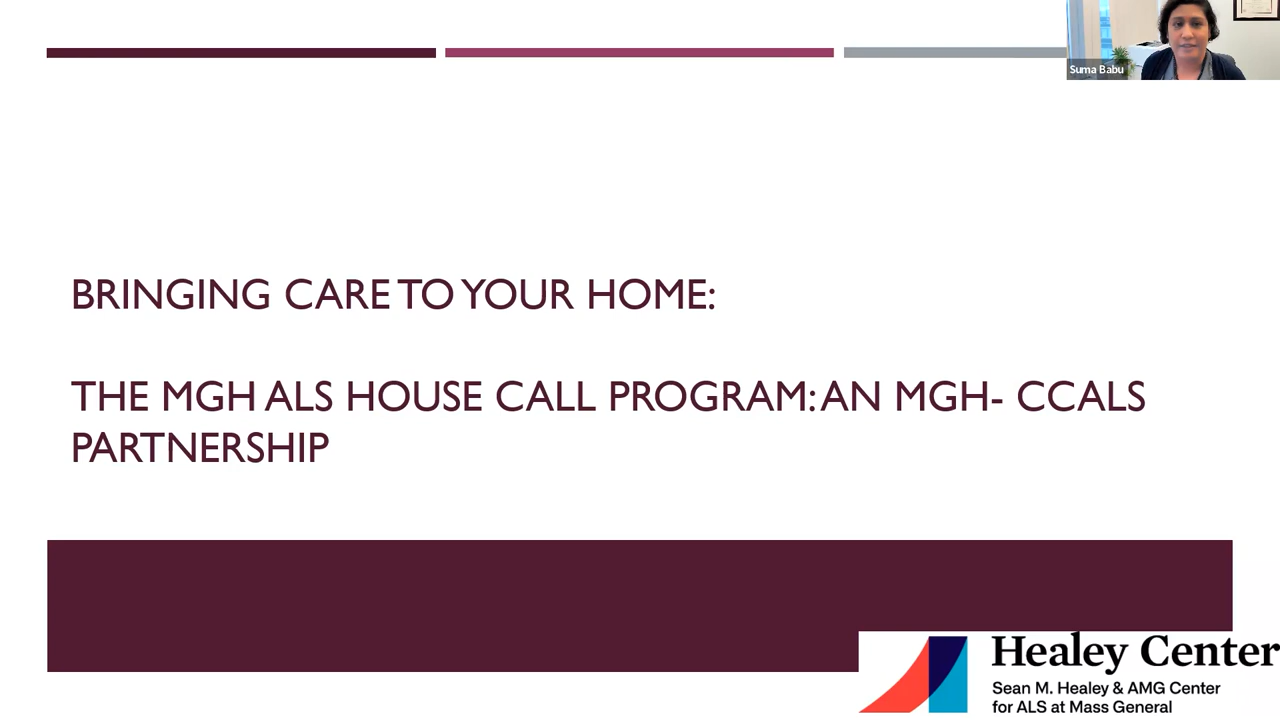 Suma Babu
BRINGING CARE TO YOUR HOME:
THE MGH ALS HOUSE CALL PROGRAM: AN MGH- CCALS
PARTNERSHIP
Healey Center
Sean M. Healey & AMG Center
for ALS at Mass General